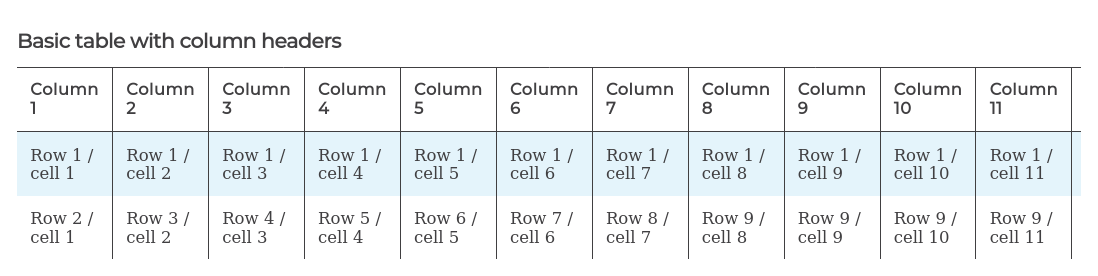 Basic table with column headers
Column 1 Column 2 Column 3 Column 4 Column 5 Column 6 Column 7 Column 8 Column 9 Column 10 Column 11
Row 1 / cell 1 Row 1 / cell 2 Row 1 / cell 3 Row 1 / cell 4 Row 1 / cell 5 Row 1 / cell 6 Row 1 / cell 7 Row 1 / cell 8 Row 1 / cell 9 Row 1 / cell 10 Row 1 / cell 11
Row 2 / cell 1 Row 3 / cell 2 Row 4 / cell 3 Row 5 / cell 4 Row 6 / cell 5 Row 7 / cell 6 Row 8 / cell 7 Row 9 / cell 8 Row 9 / cell 9 Row 9 / cell 10 Row 9 / cell 11